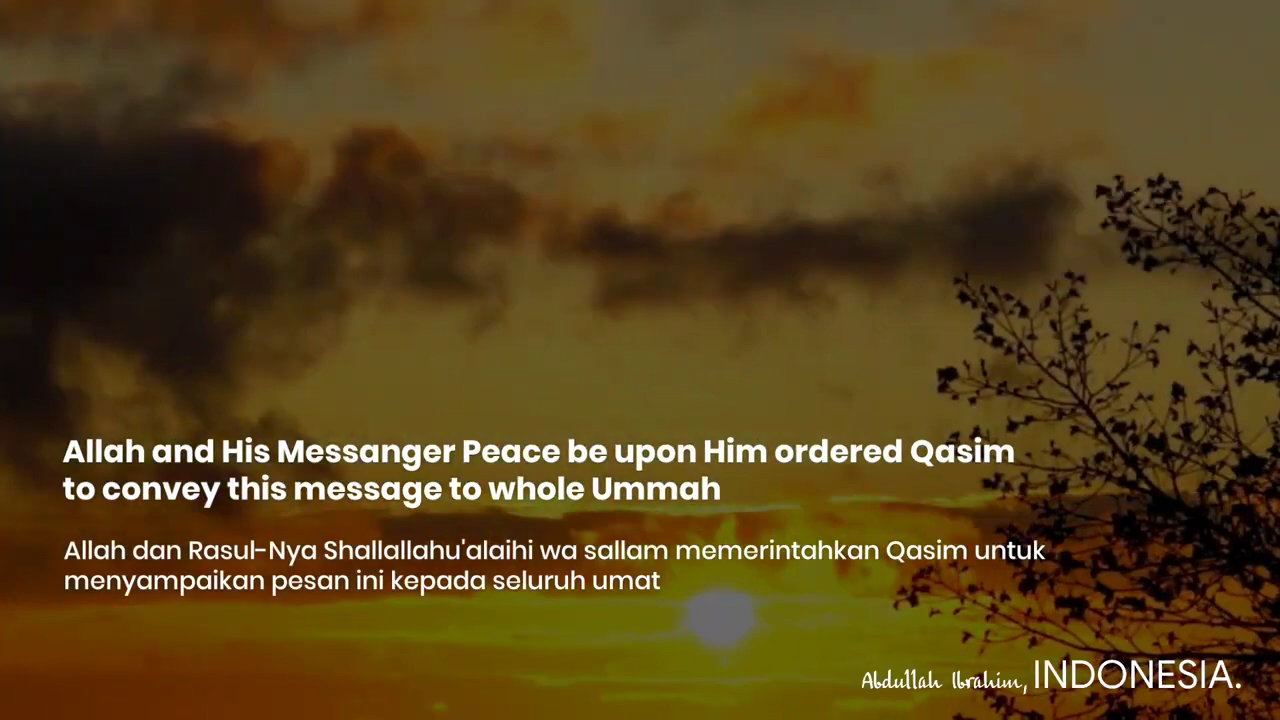 Allah and His Messanger Peace be upon Him ordered Qasim
to convey this message to whole Ummah
Allah dan Rasul-Nya Shallallahu'alaihi wa sallam memerintahkan Qasim untuk
menyampaikan pesan ini kepada seluruh umat
Abdullah Ibrahim, INDONESIA.